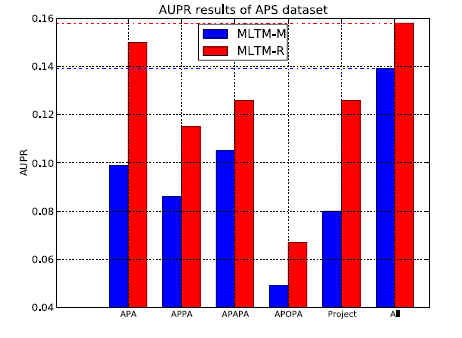 AUPR results of APS dataset
MLTM-M
MLTM-R
AUPR
0.16
0.14
0.12
0.10
0.08
0.06
0.04
APA APPA APAPA APOPA Project